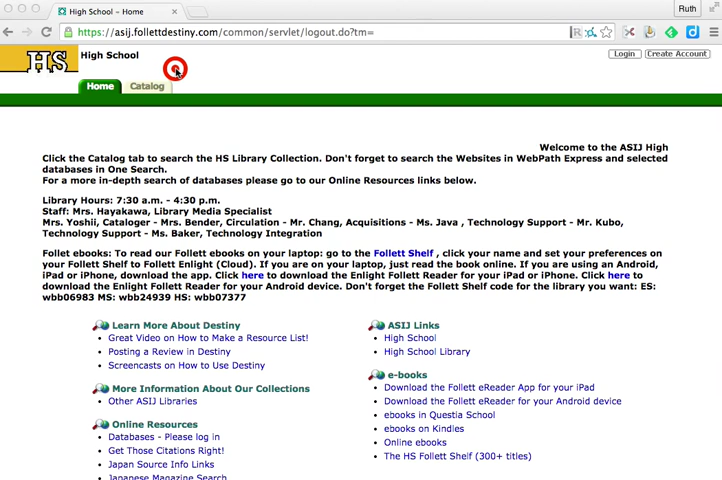 High School - Home
Ruth
https://asij.follettdestiny.com/common/servlet/logout.do?tm=
HS
High School
Login
Create Account
Home
Catalog
Welcome to the ASIJ High
Click the Catalog tab to search the HS Library Collection. Don't forget to search the Websites in WebPath Express and selected
databases in One Search.
For a more in-depth search of databases please go to our Online Resources links below.
Library Hours: 7:30 a.m. - 4:30 p.m.
Staff: Mrs. Hayakawa, Library Media Specialist
Mrs. Yoshii, Cataloger - Mrs. Bender, Circulation - Mr. Chang, Acquisitions - Ms. Java , Technology Support - Mr. Kubo,
Technology Support - Ms. Baker, Technology Integration
Follet ebooks: To read our Follett ebooks on your laptop: go to the Follett Shelf , click your name and set your preferences on
your Follett Shelf to Follett Enlight (Cloud). If you are on your laptop, just read the book online. If you are using an Android,
iPad or iPhone, download the app. Click here to download the Enlight Follett Reader for your iPad or iPhone. Click here to
download the Enlight Follett Reader for your Android device. Don't forget the Follett Shelf code for the library you want: ES:
wbb06983 MS: wbb24939 HS: wbb07377
Learn More About Destiny
Great Video on How to Make a Resource List!
Posting a Review in Destiny
Screencasts on How to Use Destiny
More Information About Our Collections
Other ASIJ Libraries
Online Resources
Databases - Please log in
Get Those Citations Right!
Japan Source Info Links
Japanese Magazine Search
ASIJ Links
High School
High School Library
e-books
Download the Follett eReader App for your iPad
Download the Follett eReader for your Android device
ebooks in Questia School
ebooks on Kindles
Online ebooks
The HS Follett Shelf (300+ titles)